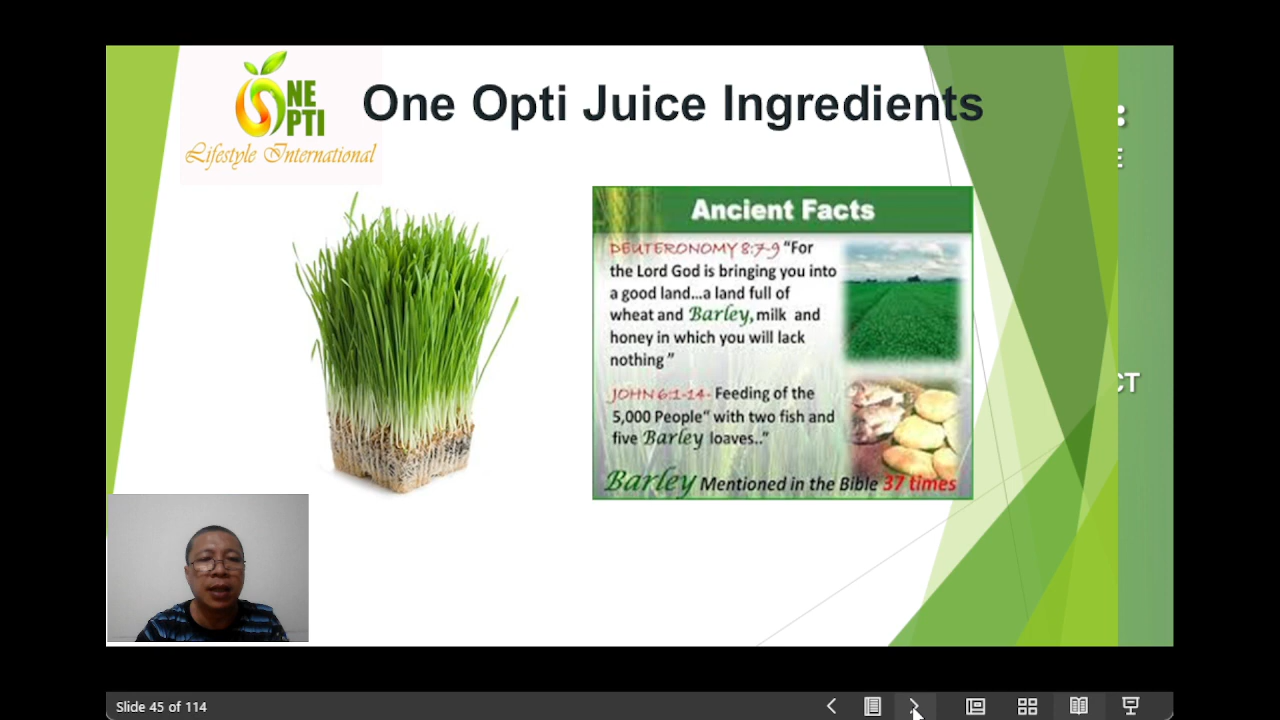 NE
PTI
Lifestyle International
One Opti Juice Ingredients
:
E
CT
Ancient Facts
DEUTERONOMY 8:7-9 “For
the Lord God is bringing you into
a good land...a land full of
wheat and Barley, milk and
honey in which you will lack
nothing”
JOHN 6:1-14- Feeding of the
5,000 People“ with two fish and
five Barley loaves..”
Barley Mentioned in the Bible 37 times
Slide 45 of 114